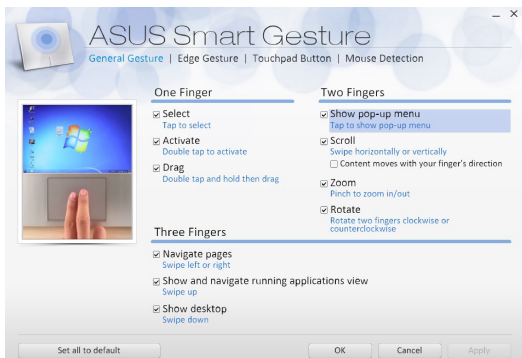 ASUS Smart Gesture
General Gesture | Edge Gesture | Touchpad Button | Mouse Detection
One Finger
Select
Tap to select
Activate
Double tap to activate
Drag
Double tap and hold then drag
Two Fingers
Show pop-up menu
Tap to show pop-up menu
Scroll
Swipe horizontally or vertically
Content moves with your finger's direction
Zoom
Pinch to zoom in/out
Rotate
Rotate two fingers clockwise or
counterclockwise
Three Fingers
Navigate pages
Swipe left or right
Show and navigate running applications view
Swipe up
Show desktop
Swipe down
Set all to default
OK
Cancel
Apply